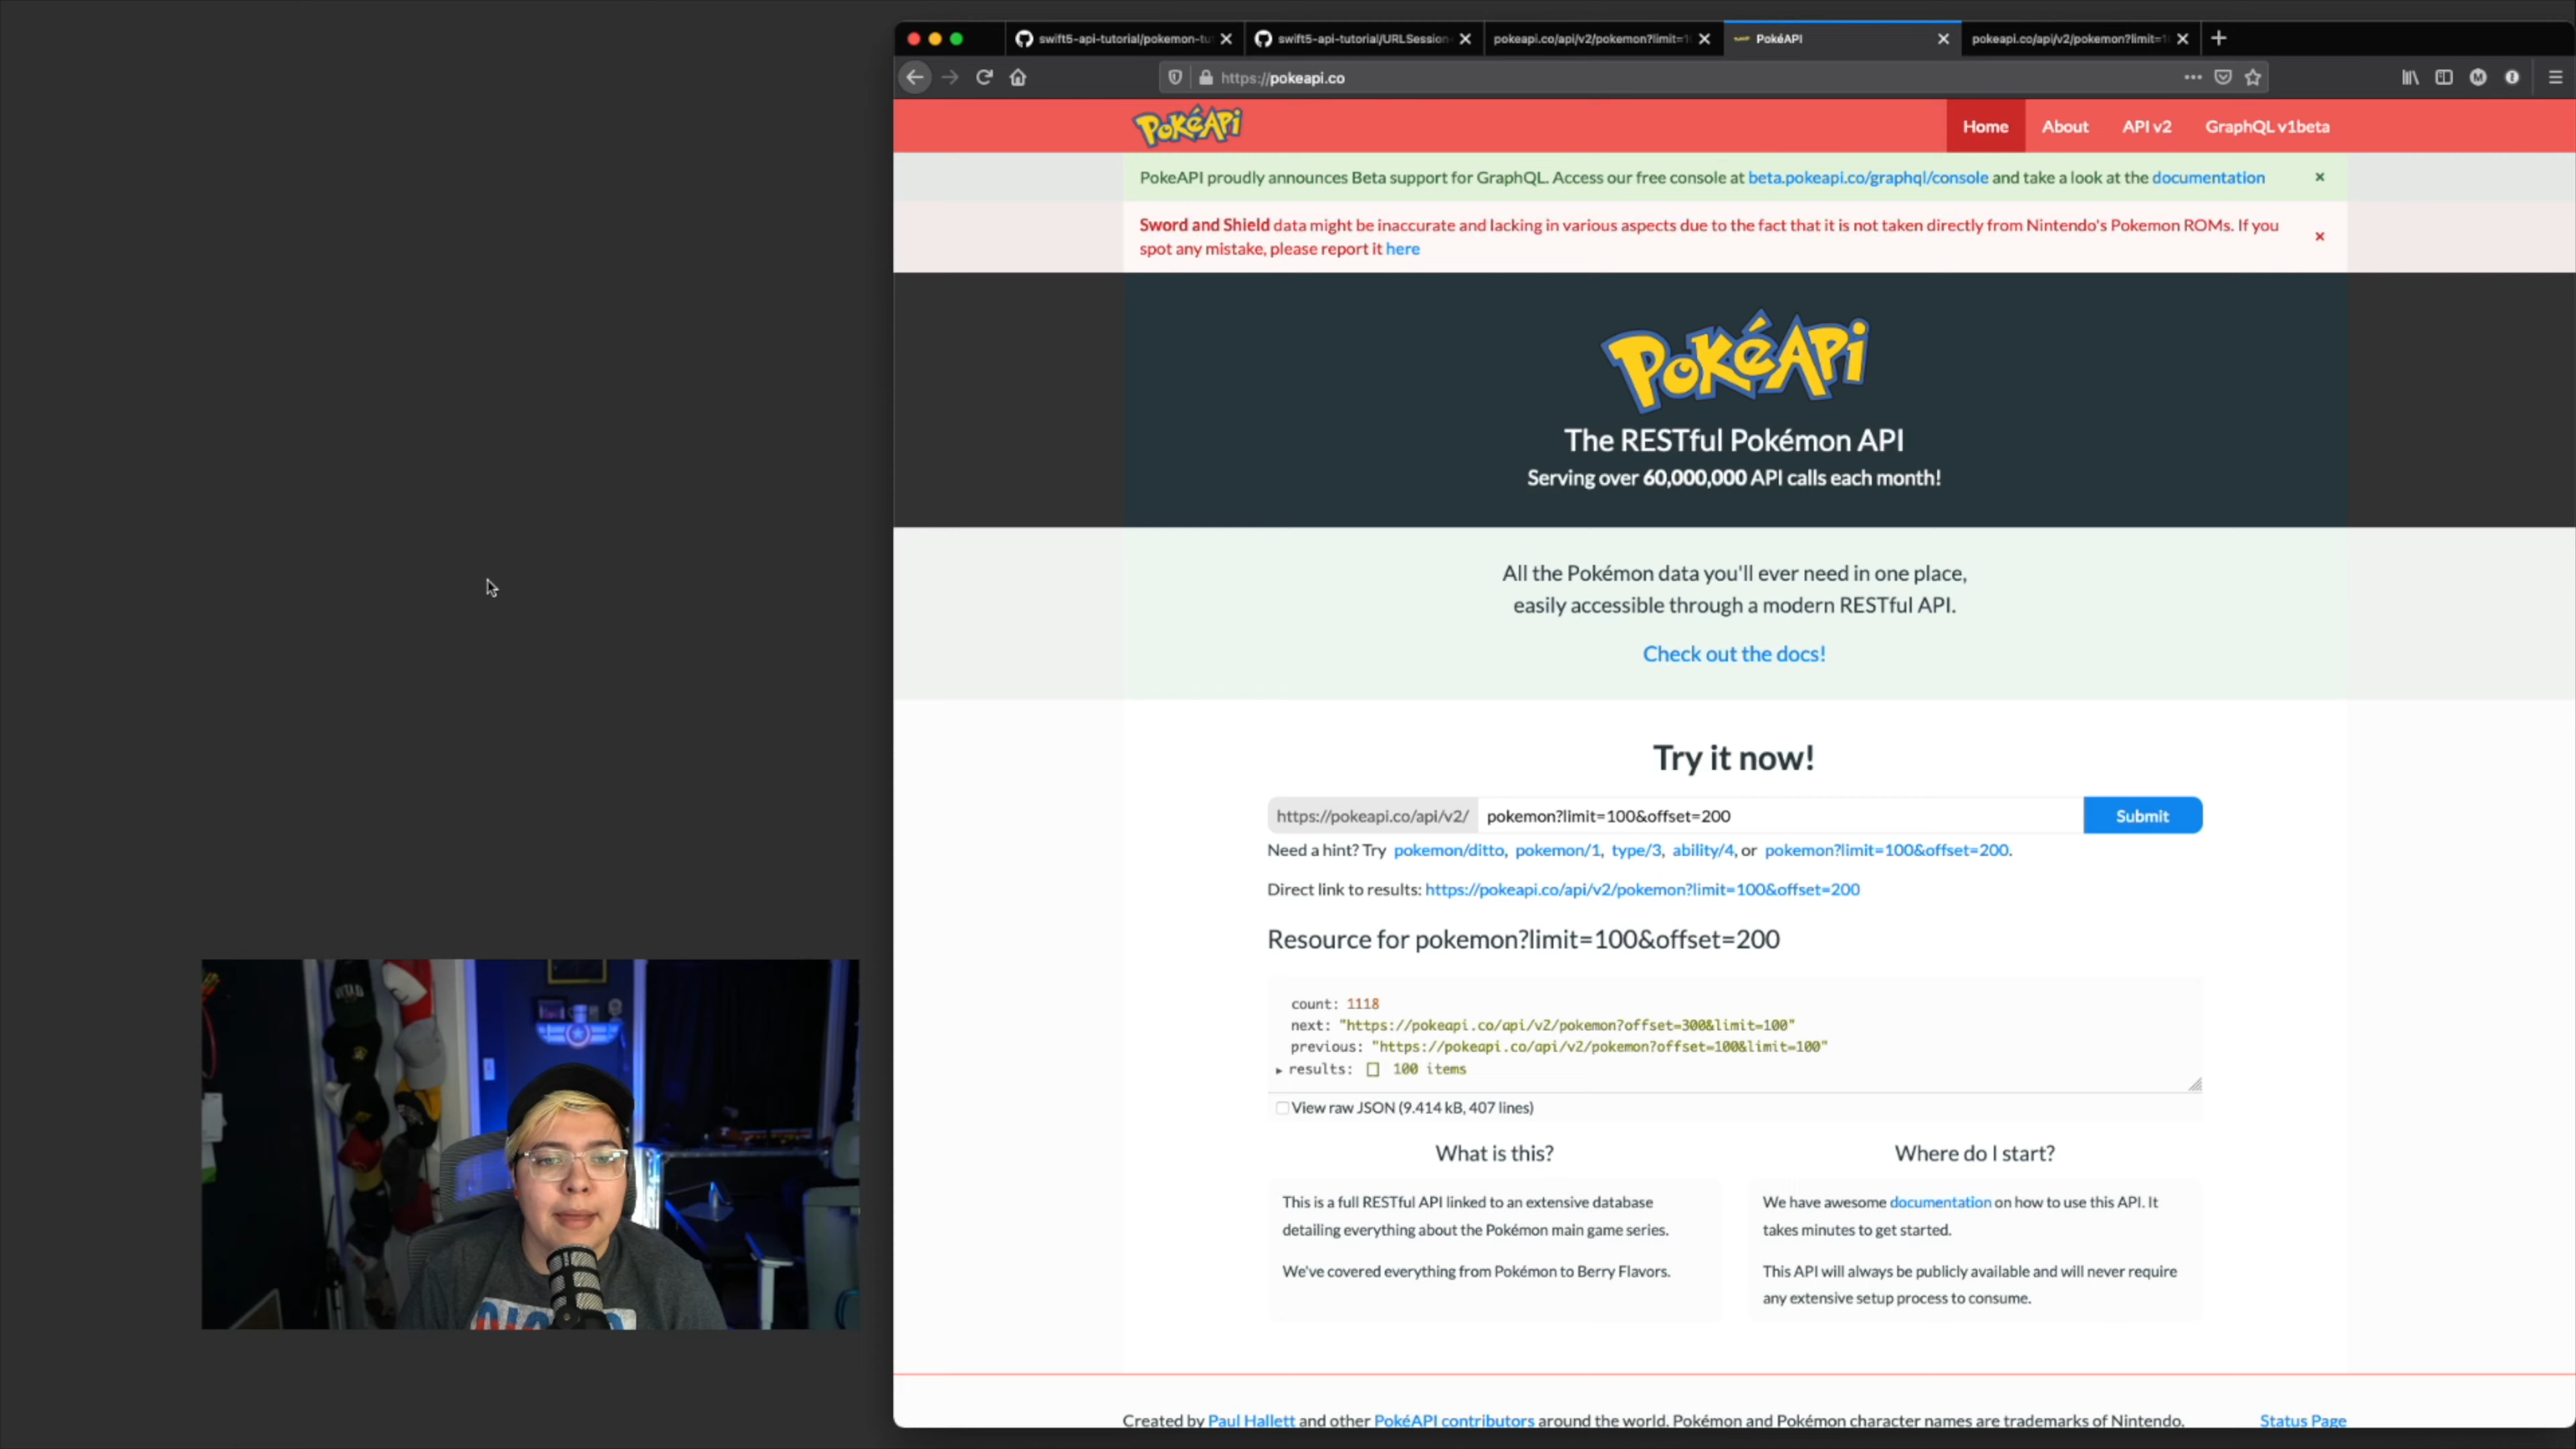 swift5-api-tutorial/pokemon-tu
swift5-api-tutorial/URLSession
pokeapi.co/api/v2/pokemon?limit=1
PokéAPI
pokeapi.co/api/v2/pokemon?limit=1
https://pokeapi.co
PokéAPi
Home
About
API v2
GraphQL v1beta
PokeAPI proudly announces Beta support for GraphQL. Access our free console at beta.pokeapi.co/graphql/console and take a look at the documentation
Sword and Shield data might be inaccurate and lacking in various aspects due to the fact that it is not taken directly from Nintendo's Pokemon ROMs. If you
spot any mistake, please report it here
PokéAPi
The RESTful Pokémon API
Serving over 60,000,000 API calls each month!
All the Pokémon data you'll ever need in one place,
easily accessible through a modern RESTful API.
Check out the docs!
Try it now!
https://pokeapi.co/api/v2/ pokemon?limit=100&offset=200 Submit
Need a hint? Try pokemon/ditto, pokemon/1, type/3, ability/4, or pokemon?limit=100&offset=200.
Direct link to results: https://pokeapi.co/api/v2/pokemon?limit=100&offset=200
Resource for pokemon?limit=100&offset=200
count: 1118
next: "https://pokeapi.co/api/v2/pokemon?offset=300&limit=100"
previous: "https://pokeapi.co/api/v2/pokemon?offset=100&limit=100"
results: [] 100 items
View raw JSON (9.414 kB, 407 lines)
What is this?
This is a full RESTful API linked to an extensive database
detailing everything about the Pokémon main game series.
We've covered everything from Pokémon to Berry Flavors.
Where do I start?
We have awesome documentation on how to use this API. It
takes minutes to get started.
This API will always be publicly available and will never require
any extensive setup process to consume.
Created by Paul Hallett and other PokéAPI contributors around the world. Pokémon and Pokémon character names are trademarks of Nintendo.
Status Page